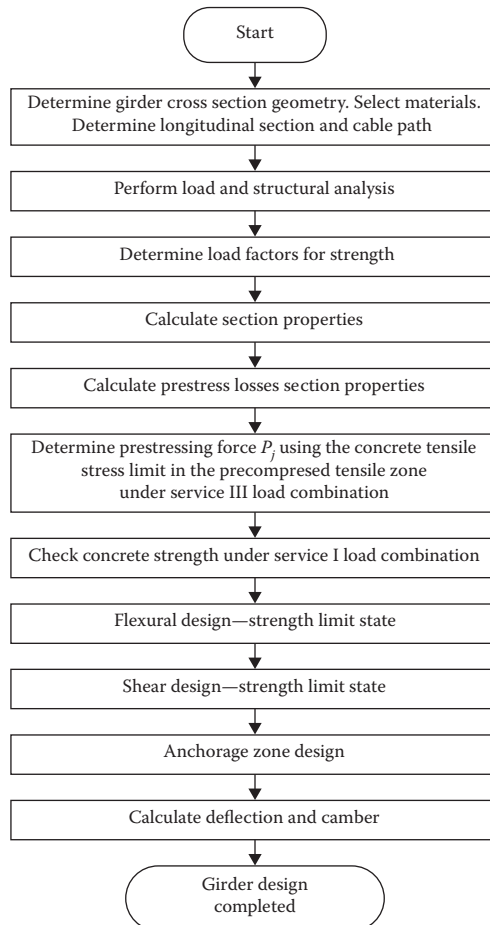 Start
Determine girder cross section geometry. Select materials.
Determine longitudinal section and cable path
Perform load and structural analysis
Determine load factors for strength
Calculate section properties
Calculate prestress losses section properties
Determine prestressing force Pj using the concrete tensile
stress limit in the precompresed tensile zone
under service III load combination
Check concrete strength under service I load combination
Flexural design—strength limit state
Shear design—strength limit state
Anchorage zone design
Calculate deflection and camber
Girder design
completed